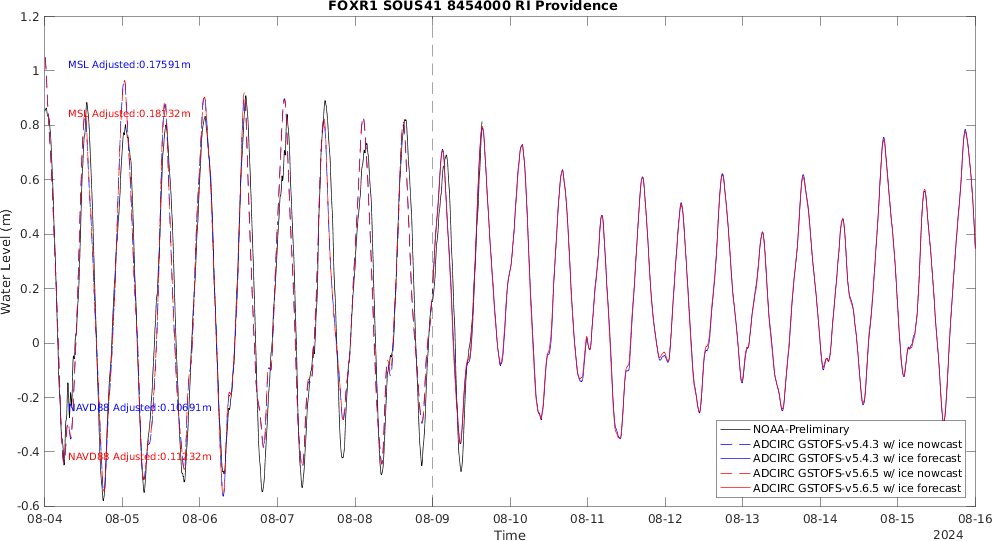 FOXR1 SOUS41 8454000 RI Providence
1.2
1
0.8
0.6
0.4
0.2
0
-0.2
-0.4
-0.6
Water Level (m)
MSL Adjusted:0.17591m
MSL Adjusted:0.18132m
NAVD88 Adjusted:0.10691m
NAVD88 Adjusted:0.11232m
NOAA-Preliminary
ADCIRC GSTOFS-v5.4.3 w/ ice nowcast
ADCIRC GSTOFS-v5.4.3 w/ ice forecast
ADCIRC GSTOFS-v5.6.5 w/ ice nowcast
ADCIRC GSTOFS-v5.6.5 w/ ice forecast
08-04 08-05 08-06 08-07 08-08 08-09 08-10 08-11 08-12 08-13 08-14 08-15 08-16
Time
2024